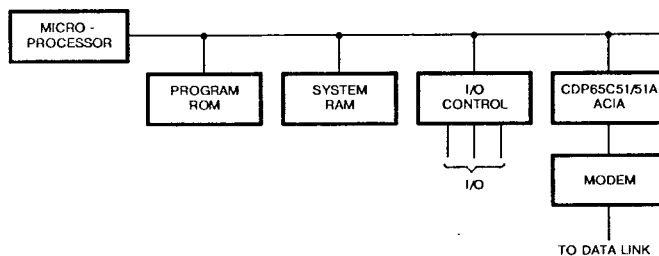 MICRO -
PROCESSOR
PROGRAM
ROM
SYSTEM
RAM
I/O
CONTROL
CDP65C51/51A
ACIA
I/O
MODEM
TO DATA LINK